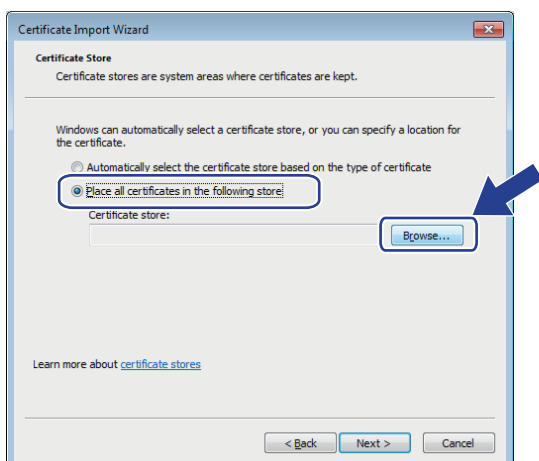 Certificate Import Wizard
Certificate Store
Certificate stores are system areas where certificates are kept.
Windows can automatically select a certificate store, or you can specify a location for
the certificate.
Automatically select the certificate store based on the type of certificate
Place all certificates in the following store
Certificate store:
Browse...
Learn more about certificate stores
< Back Next > Cancel